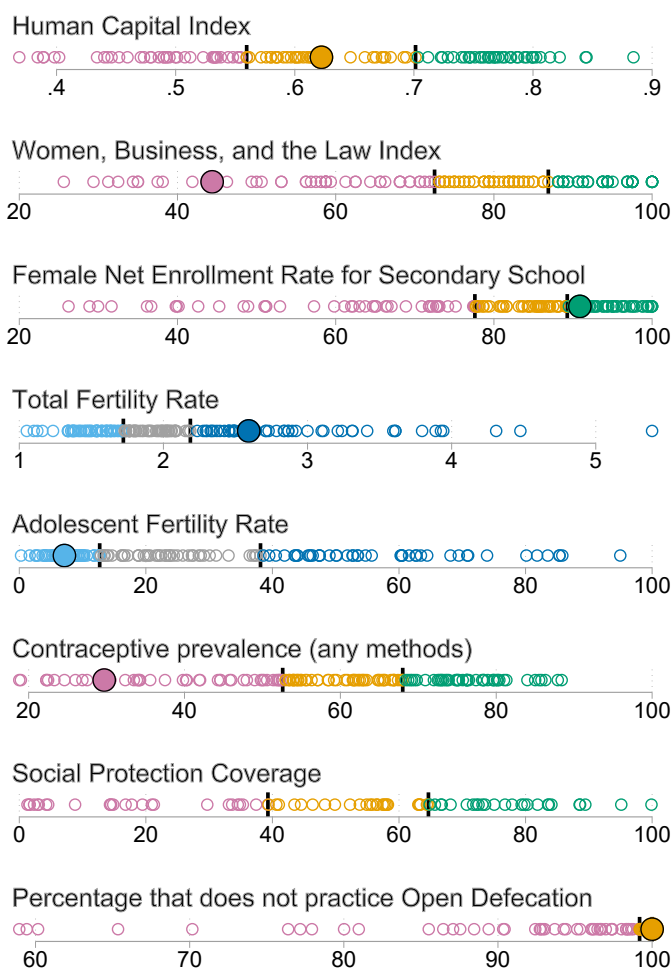 Human Capital Index
.4 .5 .6 .7 .8 .9
Women, Business, and the Law Index
20 40 60 80 100
Female Net Enrollment Rate for Secondary School
20 40 60 80 100
Total Fertility Rate
1 2 3 4 5
Adolescent Fertility Rate
0 20 40 60 80 100
Contraceptive prevalence (any methods)
20 40 60 80 100
Social Protection Coverage
0 20 40 60 80 100
Percentage that does not practice Open Defecation
60 70 80 90 100